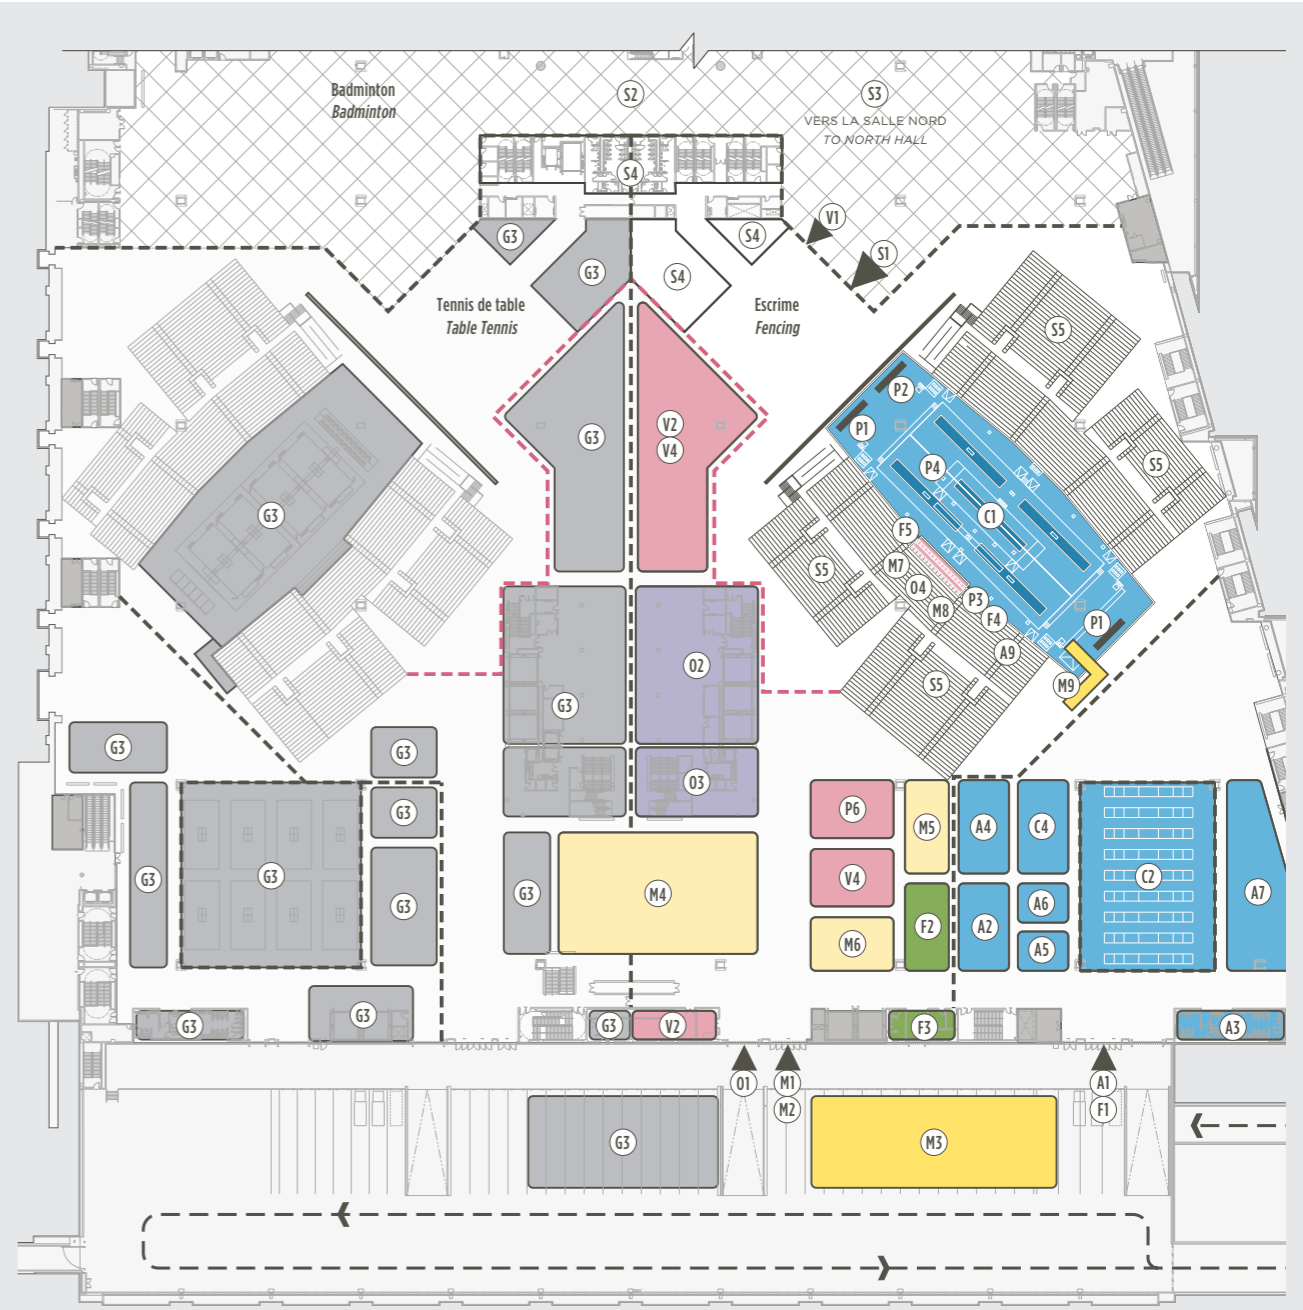 Badminton
Badminton
S2
S3
VERS LA SALLE NORD
TO NORTH HALL
S4
V1
G3
S4
S1
G3
S4
Tennis de table
Table Tennis
Escrime
Fencing
S5
P2
P1
V2
V4
G3
S5
P4
G3
C1
F5
M7
S5
O4
P3
M8
F4
P1
A9
O2
S5
M9
G3
G3
G3
O3
G3
P6
M5
A4
C4
G3
G3
G3
M4
V4
C2
A7
G3
A6
F2
A2
M6
A5
G3
G3
G3
V2
F3
A3
O1
M1
M2
A1
F1
G3
M3